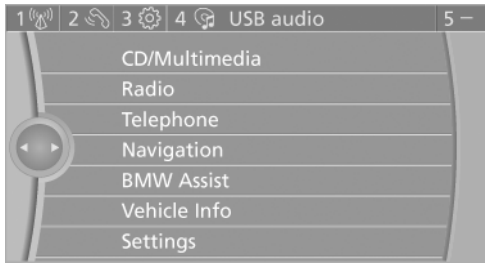 1 2 3 4 USB audio 5 –
CD/Multimedia
Radio
Telephone
Navigation
BMW Assist
Vehicle Info
Settings